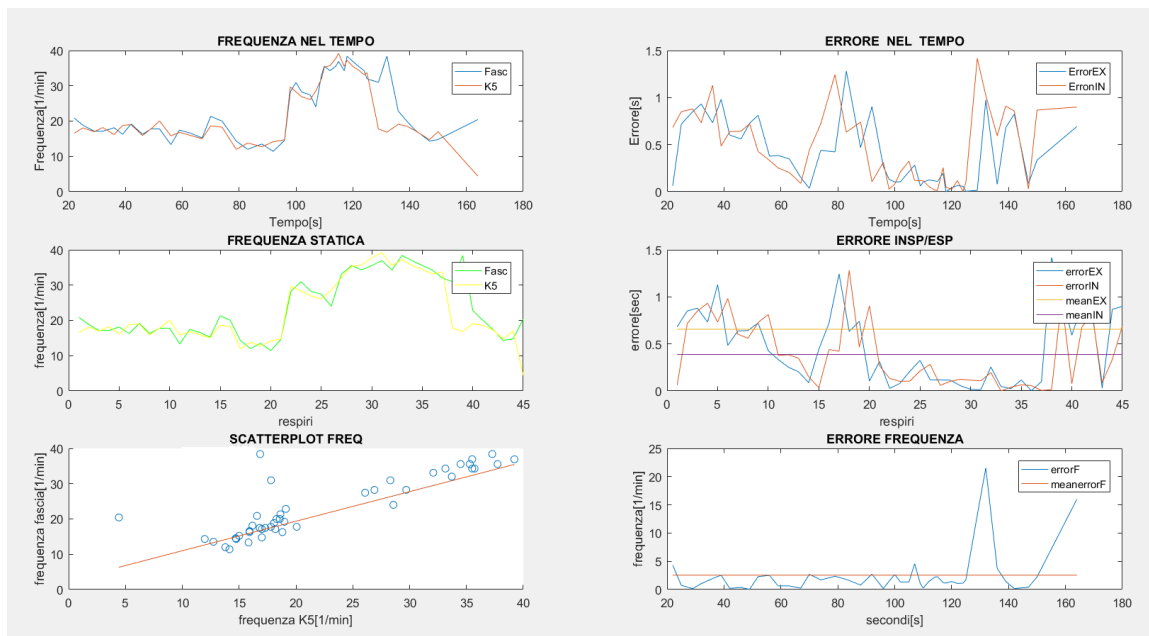 FREQUENZA NEL TEMPO
40
30
20
10
0
Frequenza[1/min]
20 40 60 80 100 120 140 160 180
Tempo[s]
Fasc
K5
ERRORE  NEL  TEMPO
1.5
1
0.5
0
Errore[s]
20 40 60 80 100 120 140 160 180
Tempo[s]
ErrorEX
ErronIN
FREQUENZA STATICA
40
30
20
10
0
frequenza[1/min]
0 5 10 15 20 25 30 35 40 45
respiri
Fasc
K5
ERRORE INSP/ESP
1.5
1
0.5
0
errore[sec]
0 5 10 15 20 25 30 35 40 45
respiri
errorEX
errorIN
meanEX
meanIN
SCATTERPLOT FREQ
40
30
20
10
0
frequenza fascia[1/min]
0 5 10 15 20 25 30 35 40
frequenza K5[1/min]
ERRORE FREQUENZA
25
20
15
10
5
0
frequenza[1/min]
20 40 60 80 100 120 140 160 180
secondi[s]
errorF
meanerrorF